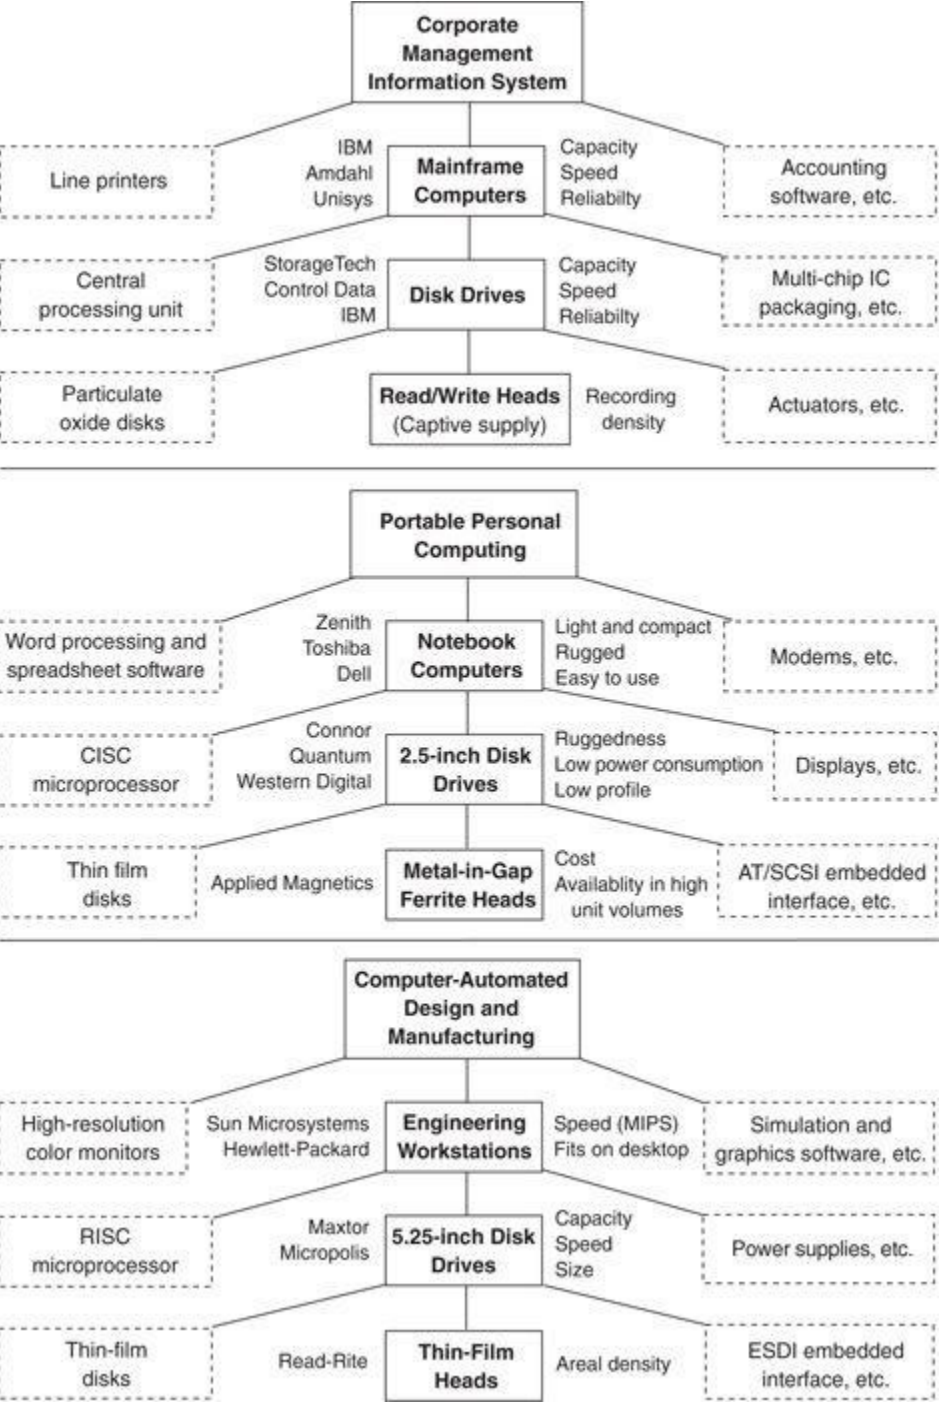 Corporate
Management
Information System
Line printers
IBM
Amdahl
Unisys
Mainframe
Computers
Capacity
Speed
Reliabilty
Accounting
software, etc.
Central
processing unit
StorageTech
Control Data
IBM
Disk Drives
Capacity
Speed
Reliabilty
Multi-chip IC
packaging, etc.
Particulate
oxide disks
Read/Write Heads
(Captive supply)
Recording
density
Actuators, etc.
Portable Personal
Computing
Word processing and
spreadsheet software
Zenith
Toshiba
Dell
Notebook
Computers
Light and compact
Rugged
Easy to use
Modems, etc.
CISC
microprocessor
Connor
Quantum
Western Digital
2.5-inch Disk
Drives
Ruggedness
Low power consumption
Low profile
Displays, etc.
Thin film
disks
Applied Magnetics
Metal-in-Gap
Ferrite Heads
Cost
Availablity in high
unit volumes
AT/SCSI embedded
interface, etc.
Computer-Automated
Design and
Manufacturing
High-resolution
color monitors
Sun Microsystems
Hewlett-Packard
Engineering
Workstations
Speed (MIPS)
Fits on desktop
Simulation and
graphics software, etc.
RISC
microprocessor
Maxtor
Micropolis
5.25-inch Disk
Drives
Capacity
Speed
Size
Power supplies, etc.
Thin-film
disks
Read-Rite
Thin-Film
Heads
Areal density
ESDI embedded
interface, etc.